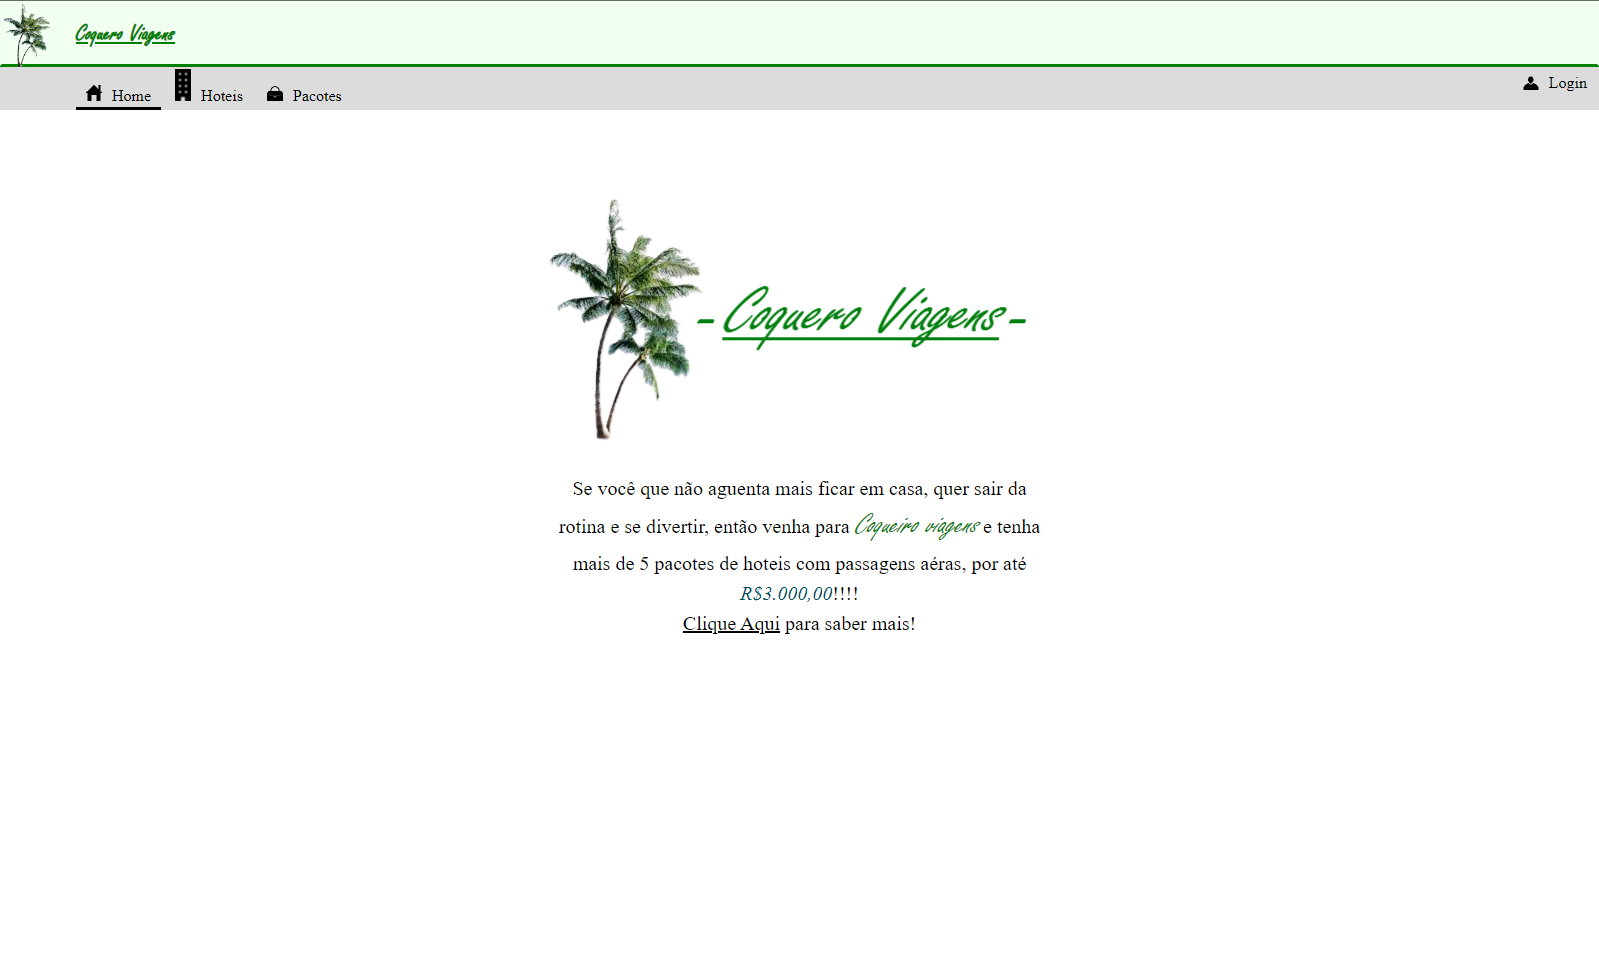 Coquero Viagens
Home Hoteis Pacotes Login
- Coquero Viagens -
Se você que não aguenta mais ficar em casa, quer sair da
rotina e se divertir, então venha para Coqueiro viagens e tenha
mais de 5 pacotes de hoteis com passagens aéras, por até
R$3.000,00!!!!
Clique Aqui para saber mais!